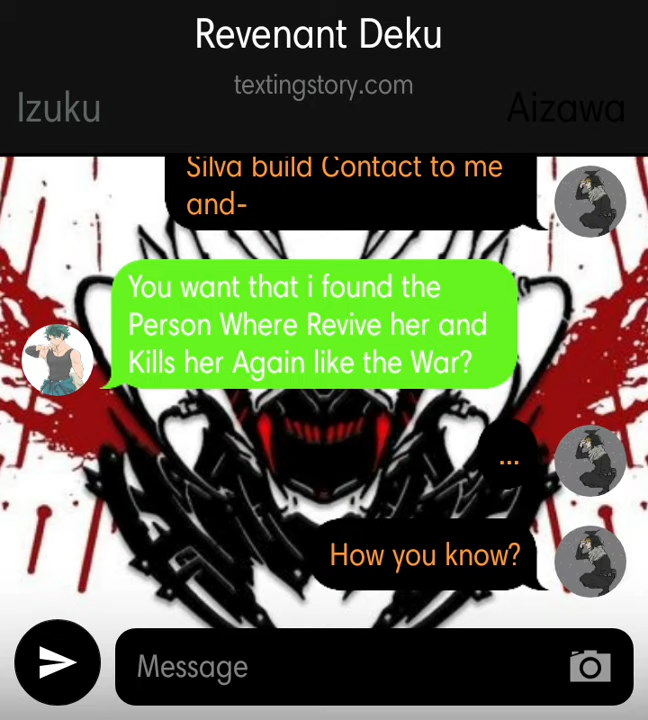 Revenant Deku
textingstory.com
Izuku
Aizawa
Silva build Contact to me
and-
You want that i found the
Person Where Revive her and
Kills her Again like the War?
...
How you know?
Message